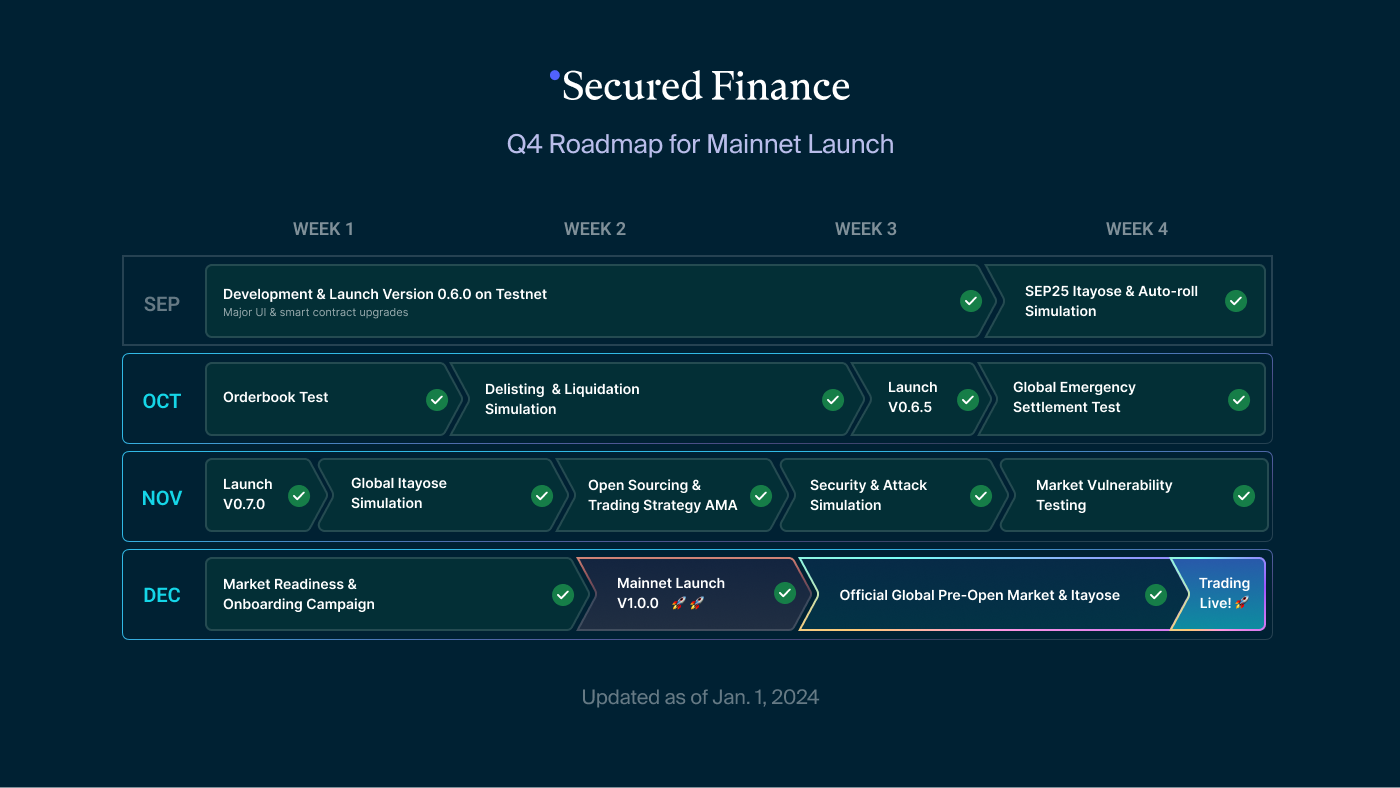 Secured Finance
Q4 Roadmap for Mainnet Launch
WEEK 1
WEEK 2
WEEK 3
WEEK 4
SEP
Development & Launch Version 0.6.0 on Testnet
Major UI & smart contract upgrades
SEP25 Itayose & Auto-roll
Simulation
OCT
Orderbook Test
Delisting & Liquidation
Simulation
Launch
V0.6.5
Global Emergency
Settlement Test
NOV
Launch
V0.7.0
Global Itayose
Simulation
Open Sourcing &
Trading Strategy AMA
Security & Attack
Simulation
Market Vulnerability
Testing
DEC
Market Readiness &
Onboarding Campaign
Mainnet Launch
V1.0.0 🚀 🚀
Official Global Pre-Open Market & Itayose
Trading
Live! 🚀
Updated as of Jan. 1, 2024